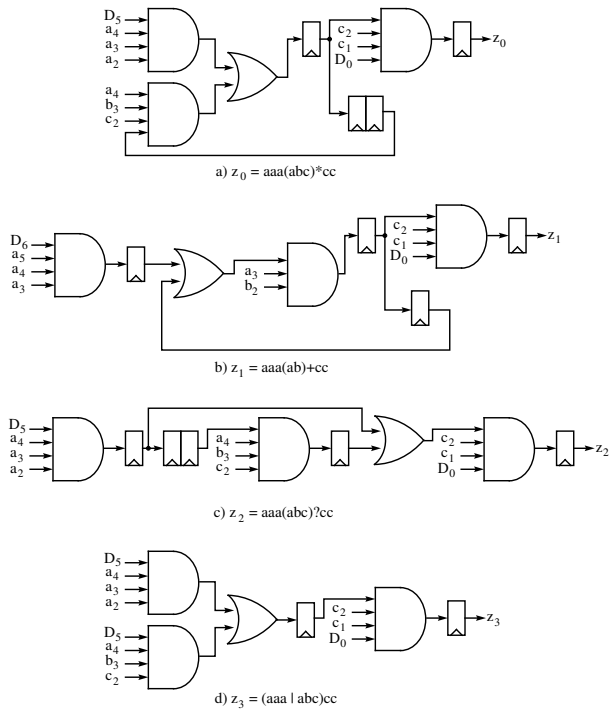 D5
a4
a3
a2
a4
b3
c2
c2
c1
D0
z0
a) z0 = aaa(abc)*cc
D6
a5
a4
a3
a3
b2
c2
c1
D0
z1
b) z1 = aaa(ab)+cc
D5
a4
a3
a2
a4
b3
c2
c2
c1
D0
z2
c) z2 = aaa(abc)?cc
D5
a4
a3
a2
D5
a4
b3
c2
c2
c1
D0
z3
d) z3 = (aaa | abc)cc